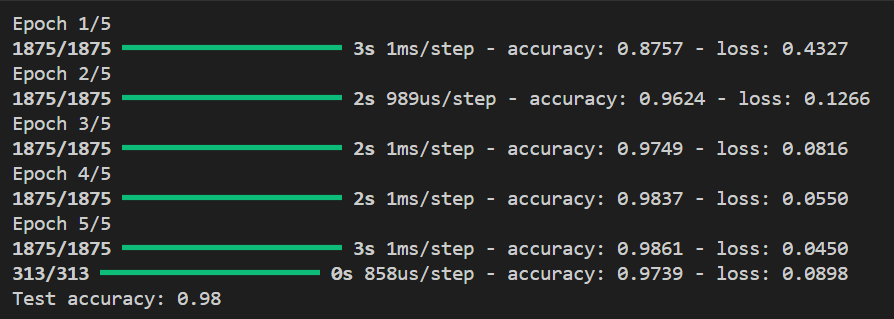 Epoch 1/5
1875/1875 ━━━━━━━━━━━━━━━━━━━━ 3s 1ms/step - accuracy: 0.8757 - loss: 0.4327
Epoch 2/5
1875/1875 ━━━━━━━━━━━━━━━━━━━━ 2s 989us/step - accuracy: 0.9624 - loss: 0.1266
Epoch 3/5
1875/1875 ━━━━━━━━━━━━━━━━━━━━ 2s 1ms/step - accuracy: 0.9749 - loss: 0.0816
Epoch 4/5
1875/1875 ━━━━━━━━━━━━━━━━━━━━ 2s 1ms/step - accuracy: 0.9837 - loss: 0.0550
Epoch 5/5
1875/1875 ━━━━━━━━━━━━━━━━━━━━ 3s 1ms/step - accuracy: 0.9861 - loss: 0.0450
313/313 ━━━━━━━━━━━━━━━━━━━━ 0s 858us/step - accuracy: 0.9739 - loss: 0.0898
Test accuracy: 0.98